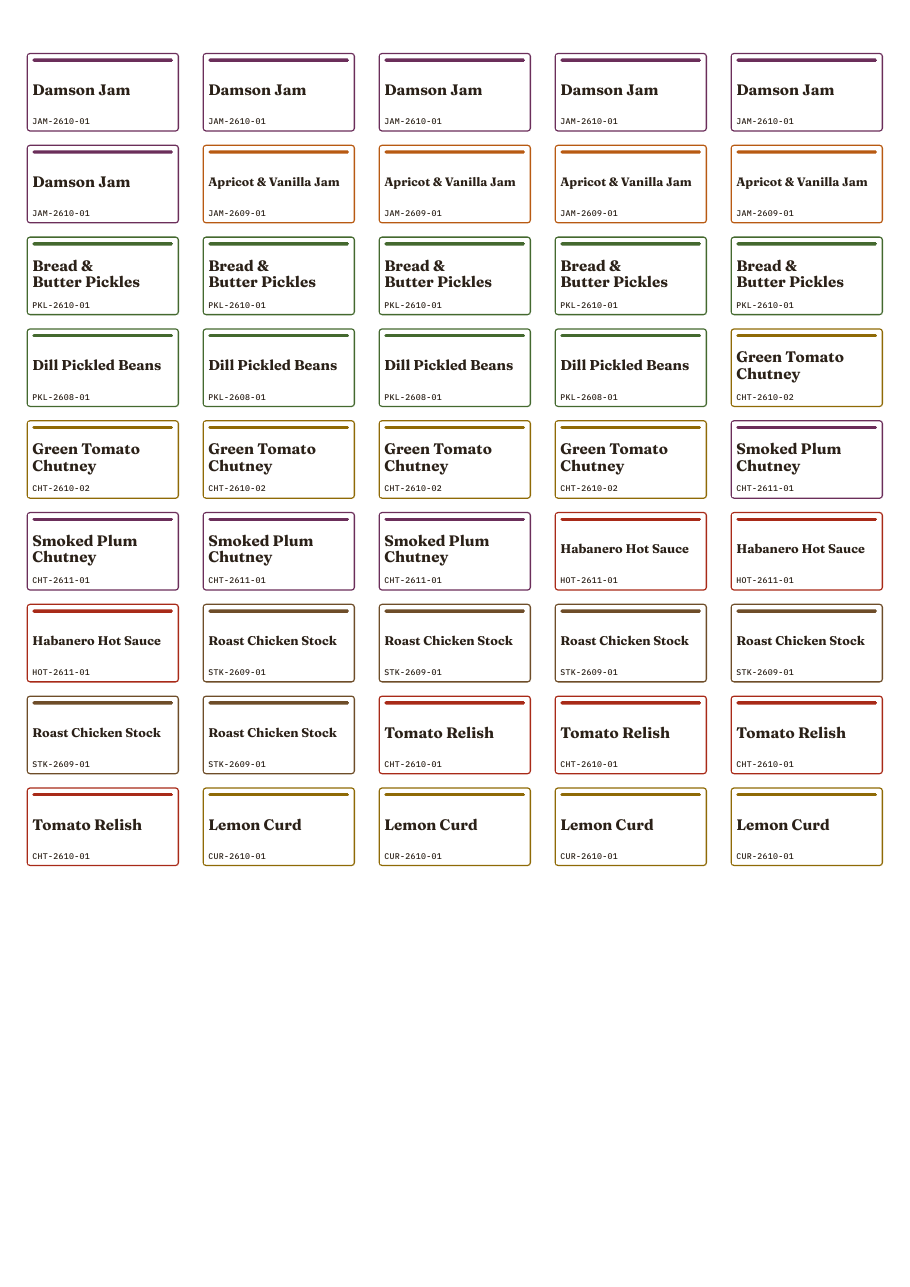 Damson Jam
JAM-2610-01
Damson Jam
JAM-2610-01
Damson Jam
JAM-2610-01
Damson Jam
JAM-2610-01
Damson Jam
JAM-2610-01
Damson Jam
JAM-2610-01
Apricot & Vanilla Jam
JAM-2609-01
Apricot & Vanilla Jam
JAM-2609-01
Apricot & Vanilla Jam
JAM-2609-01
Apricot & Vanilla Jam
JAM-2609-01
Bread &
Butter Pickles
PKL-2610-01
Bread &
Butter Pickles
PKL-2610-01
Bread &
Butter Pickles
PKL-2610-01
Bread &
Butter Pickles
PKL-2610-01
Bread &
Butter Pickles
PKL-2610-01
Dill Pickled Beans
PKL-2608-01
Dill Pickled Beans
PKL-2608-01
Dill Pickled Beans
PKL-2608-01
Dill Pickled Beans
PKL-2608-01
Green Tomato
Chutney
CHT-2610-02
Green Tomato
Chutney
CHT-2610-02
Green Tomato
Chutney
CHT-2610-02
Green Tomato
Chutney
CHT-2610-02
Green Tomato
Chutney
CHT-2610-02
Smoked Plum
Chutney
CHT-2611-01
Smoked Plum
Chutney
CHT-2611-01
Smoked Plum
Chutney
CHT-2611-01
Smoked Plum
Chutney
CHT-2611-01
Habanero Hot Sauce
HOT-2611-01
Habanero Hot Sauce
HOT-2611-01
Habanero Hot Sauce
HOT-2611-01
Roast Chicken Stock
STK-2609-01
Roast Chicken Stock
STK-2609-01
Roast Chicken Stock
STK-2609-01
Roast Chicken Stock
STK-2609-01
Roast Chicken Stock
STK-2609-01
Roast Chicken Stock
STK-2609-01
Tomato Relish
CHT-2610-01
Tomato Relish
CHT-2610-01
Tomato Relish
CHT-2610-01
Tomato Relish
CHT-2610-01
Lemon Curd
CUR-2610-01
Lemon Curd
CUR-2610-01
Lemon Curd
CUR-2610-01
Lemon Curd
CUR-2610-01